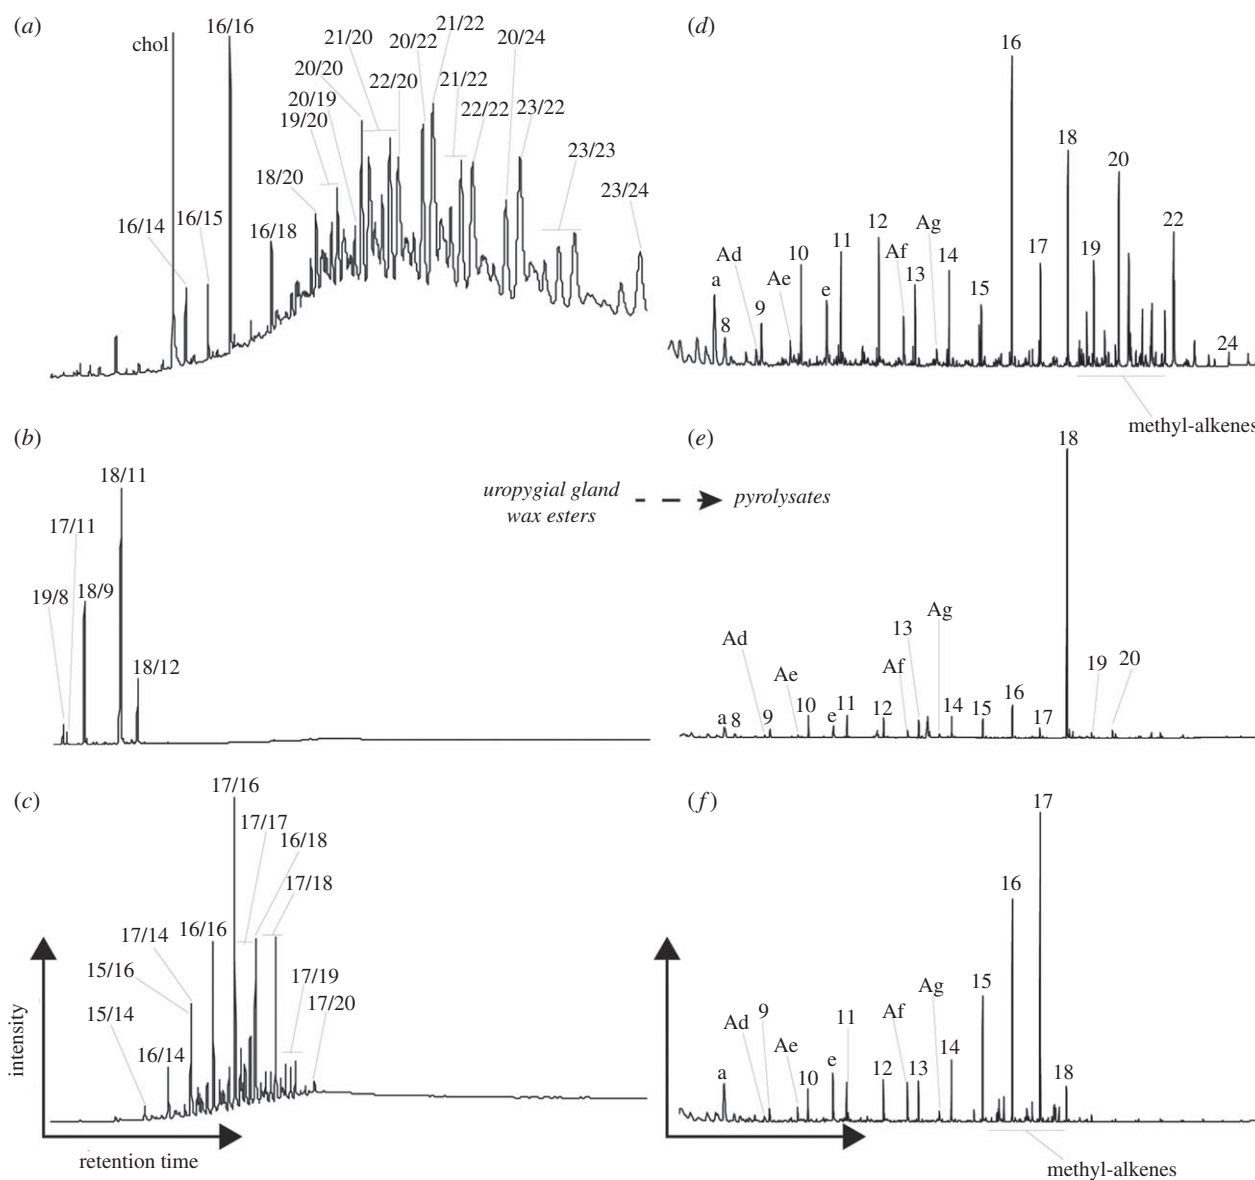 (a)
chol
16/16
16/14
16/15
16/18
18/20
19/20
20/19
20/20
21/20
22/20
20/22
21/22
21/22
22/22
20/24
23/22
23/23
23/24
(d)
a
8
Ad
9
Ae
10
e
11
12
Af
13
Ag
14
15
16
17
18
19
20
22
24
methyl-alkenes
(b)
19/8
17/11
18/9
18/11
18/12
uropygial gland
wax esters
pyrolysates
(e)
a
8
Ad
9
Ae
10
e
11
12
Af
13
Ag
14
15
16
17
18
19
20
(c)
15/14
16/14
15/16
17/14
16/16
17/16
17/17
16/18
17/18
17/19
17/20
intensity
retention time
(f)
a
Ad
9
Ae
10
e
11
12
Af
13
Ag
14
15
16
17
18
methyl-alkenes